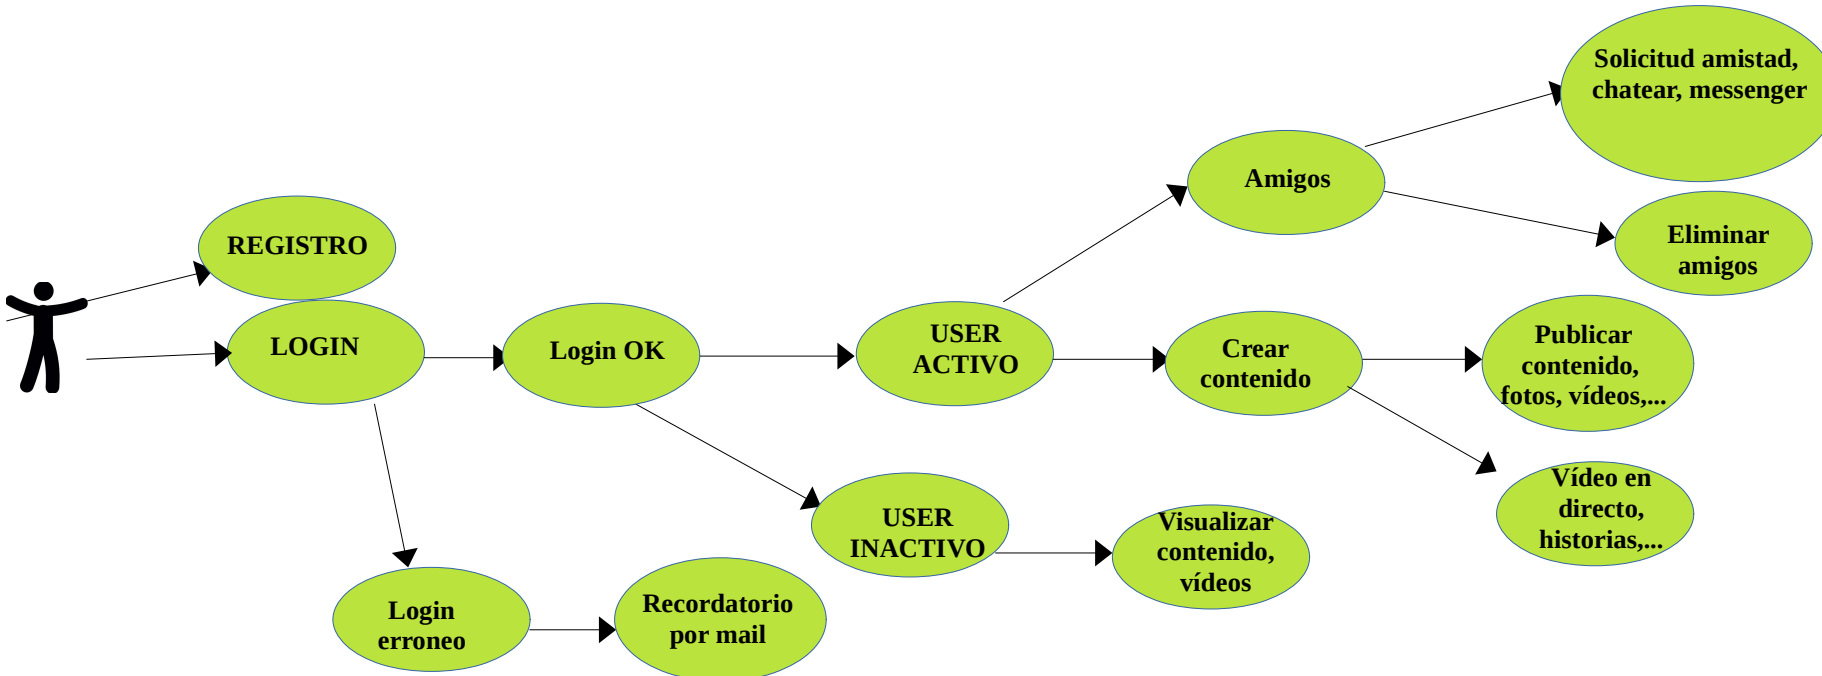 Solicitud amistad,
chatear, messenger
Amigos
Eliminar
amigos
REGISTRO
LOGIN
Login OK
USER
ACTIVO
Crear
contenido
Publicar
contenido,
fotos, vídeos,...
Vídeo en
directo,
historias,...
USER
INACTIVO
Visualizar
contenido,
vídeos
Login
erroneo
Recordatorio
por mail